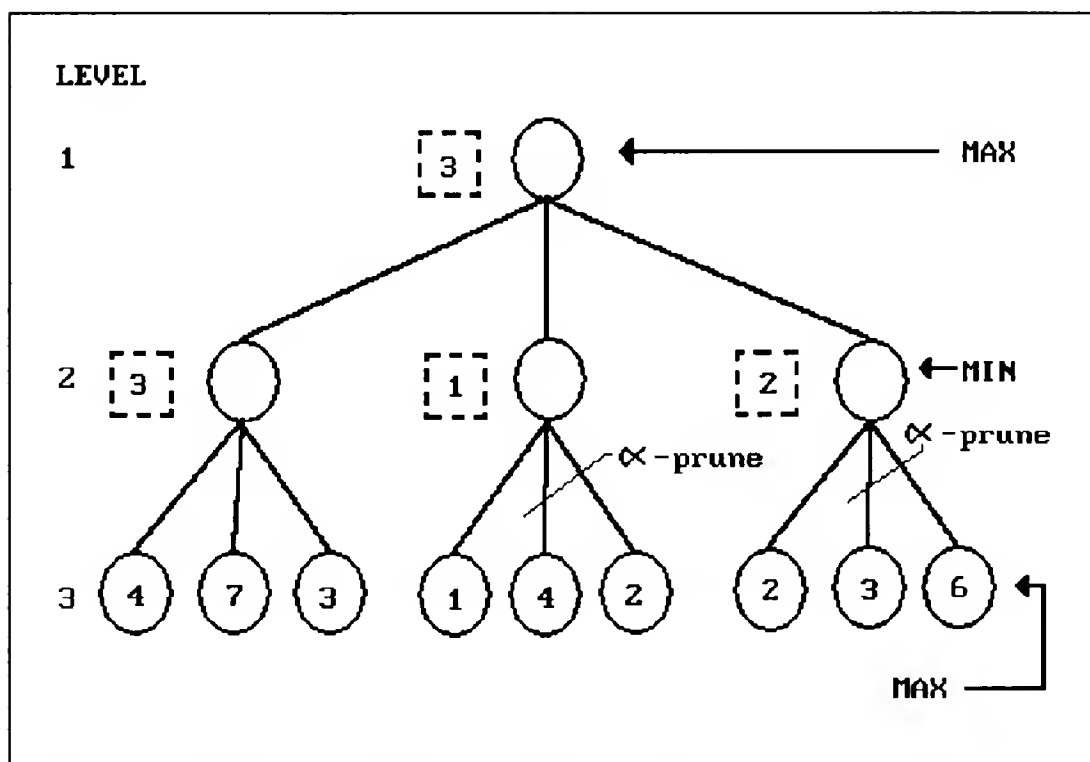 LEVEL
1 3 MAX
2 3 1 2 MIN
∝-prune ∝-prune
3 4 7 3 1 4 2 2 3 6
MAX